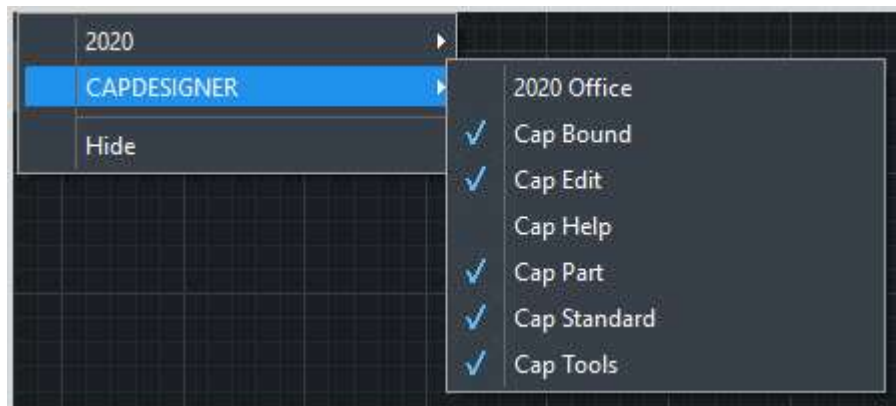 2020
CAPDESIGNER
Hide
2020 Office
Cap Bound
Cap Edit
Cap Help
Cap Part
Cap Standard
Cap Tools